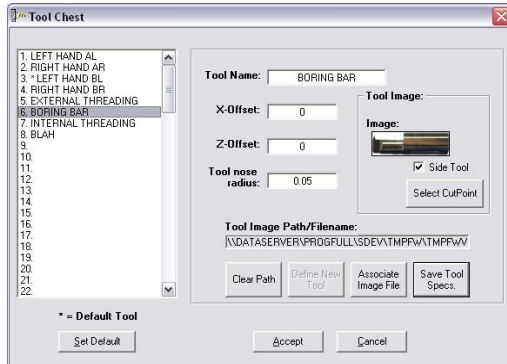 Tool Chest
1. LEFT HAND AL
2. RIGHT HAND AR
3. *LEFT HAND BL
4. RIGHT HAND BR
5. EXTERNAL THREADING
6. BORING BAR
7. INTERNAL THREADING
8. BLAH
9.
10.
11.
12.
13.
14.
15.
16.
17.
18.
19.
20.
21.
22.
* = Default Tool
Set Default
Tool Name: BORING BAR
X-Offset: 0
Z-Offset: 0
Tool nose
radius: 0.05
Tool Image:
Image:
Side Tool
Select CutPoint
Tool Image Path/Filename:
\\DATASERVER\PROGFULL\SDEV\TMPFW\TMPFWV
Clear Path
Define New
Tool
Associate
Image File
Save Tool
Specs.
Accept
Cancel